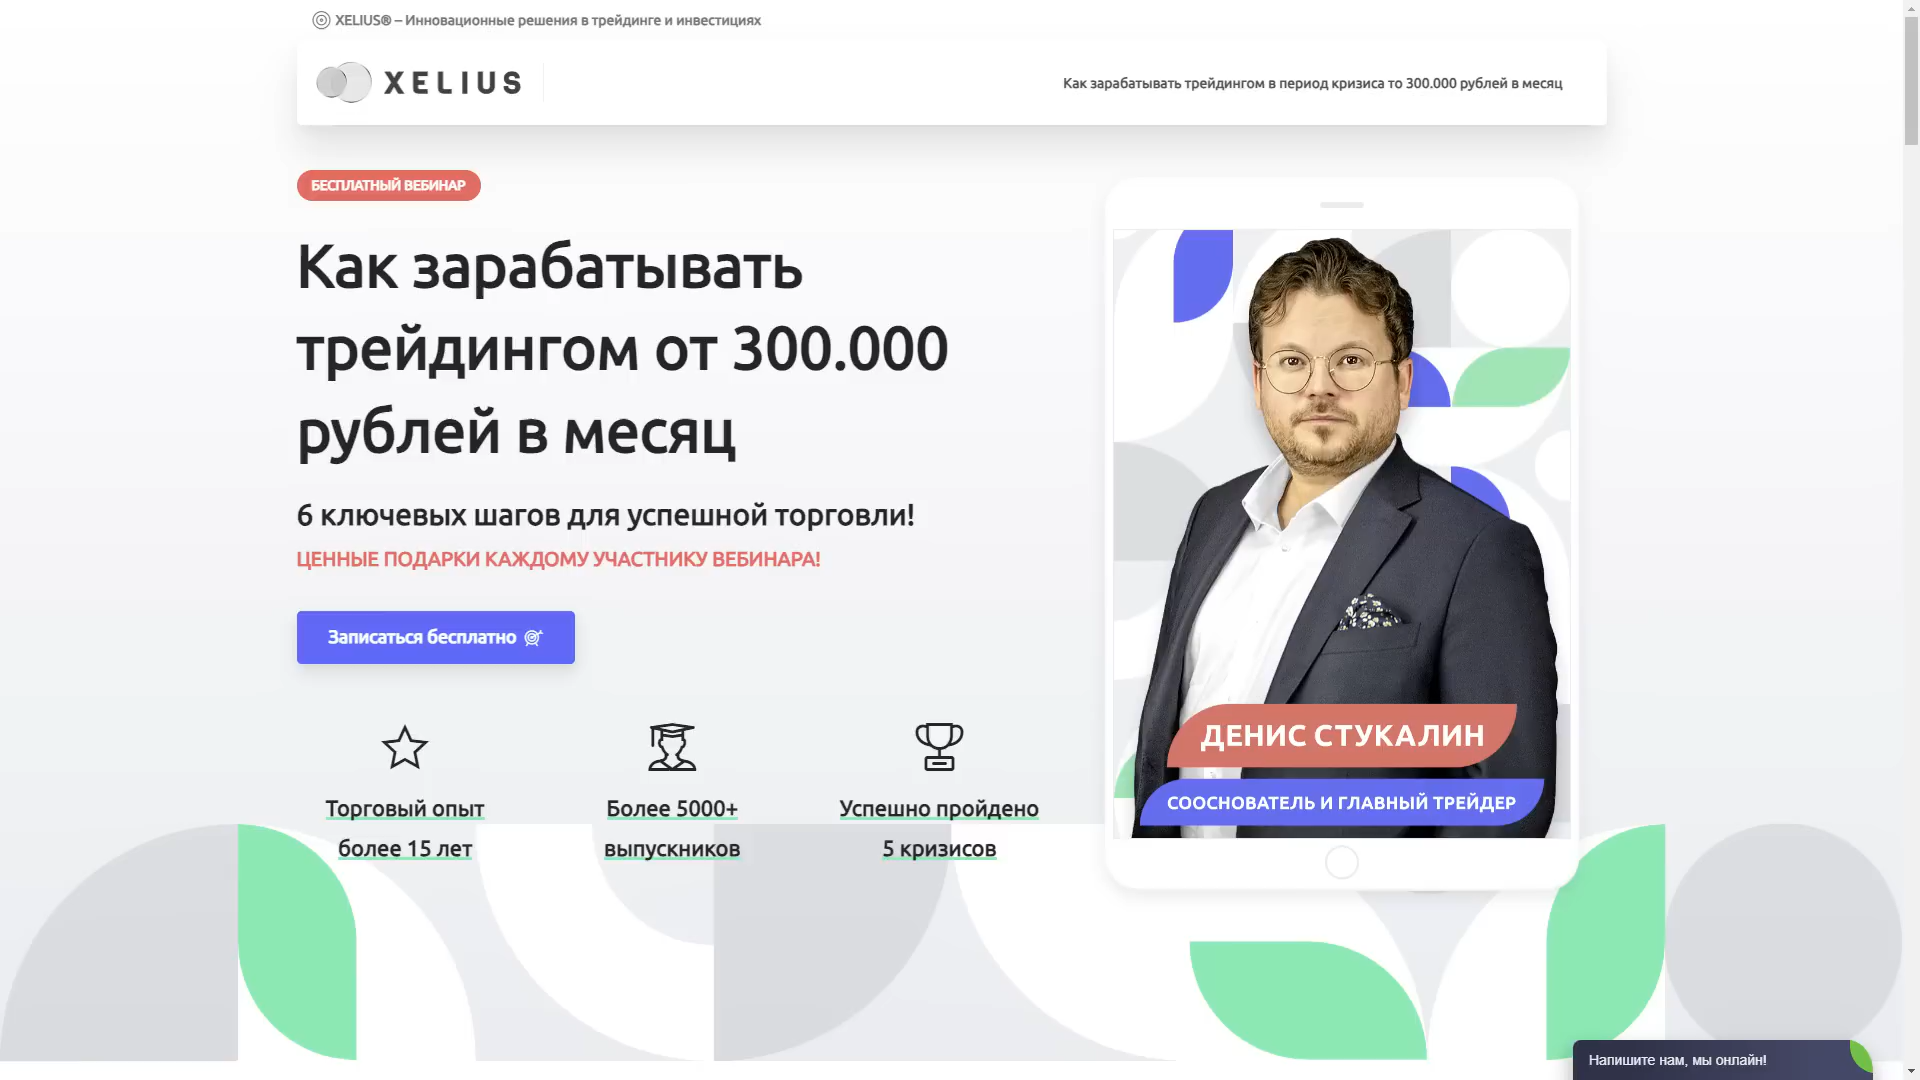 XELIUS® – Инновационные решения в трейдинге и инвестициях
XELIUS
Как зарабатывать трейдингом в период кризиса то 300.000 рублей в месяц
БЕСПЛАТНЫЙ ВЕБИНАР
Как зарабатывать
трейдингом от 300.000
рублей в месяц
6 ключевых шагов для успешной торговли!
ЦЕННЫЕ ПОДАРКИ КАЖДОМУ УЧАСТНИКУ ВЕБИНАРА!
Записаться бесплатно
Торговый опыт
более 15 лет
Более 5000+
выпускников
Успешно пройдено
5 кризисов
ДЕНИС СТУКАЛИН
СООСНОВАТЕЛЬ И ГЛАВНЫЙ ТРЕЙДЕР
Напишите нам, мы онлайн!